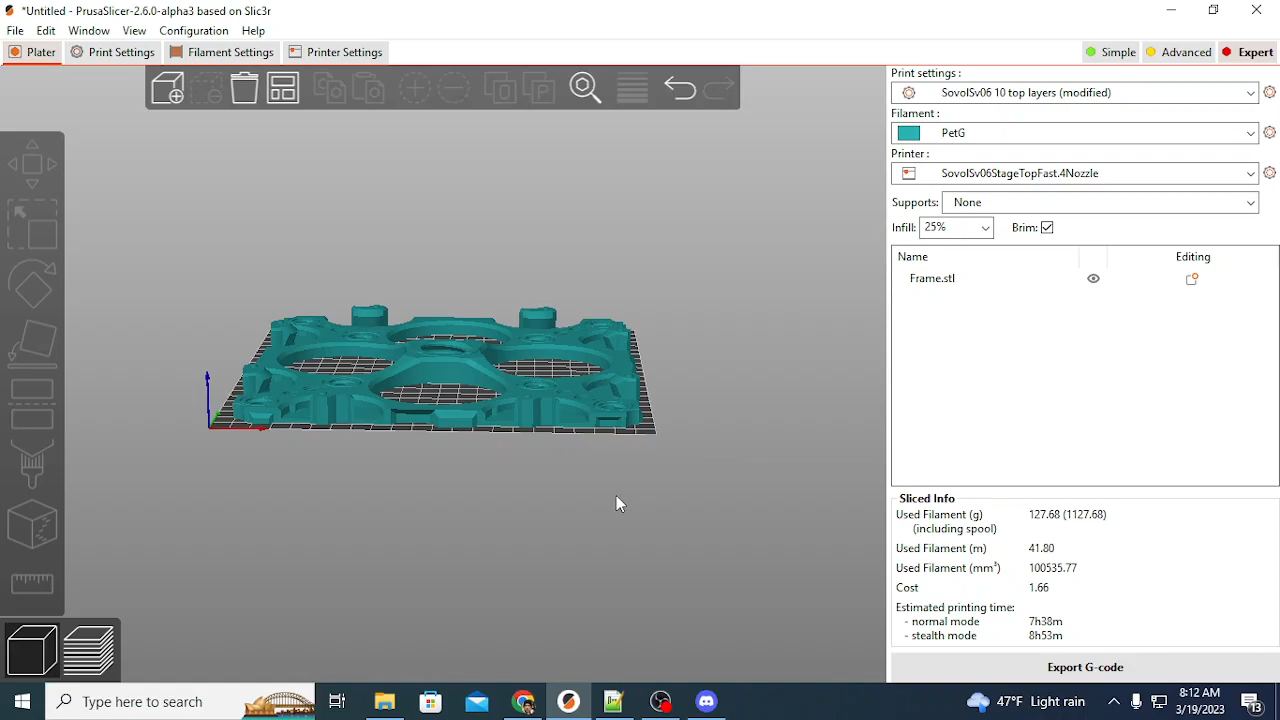 *Untitled - PrusaSlicer-2.6.0-alpha3 based on Slic3r
File Edit Window View Configuration Help
Plater Print Settings Filament Settings Printer Settings Simple Advanced Expert
Print settings :
SovolSv06 10 top layers (modified)
Filament :
PetG
Printer :
SovolSv06StageTopFast.4Nozzle
Supports: None
Infill: 25% Brim:
Name Editing
Frame.stl
Sliced Info
Used Filament (g) 127.68 (1127.68)
(including spool)
Used Filament (m) 41.80
Used Filament (mm³) 100535.77
Cost 1.66
Estimated printing time:
- normal mode 7h38m
- stealth mode 8h53m
Export G-code
Type here to search
47°F Light rain
8:12 AM
3/19/2023
13